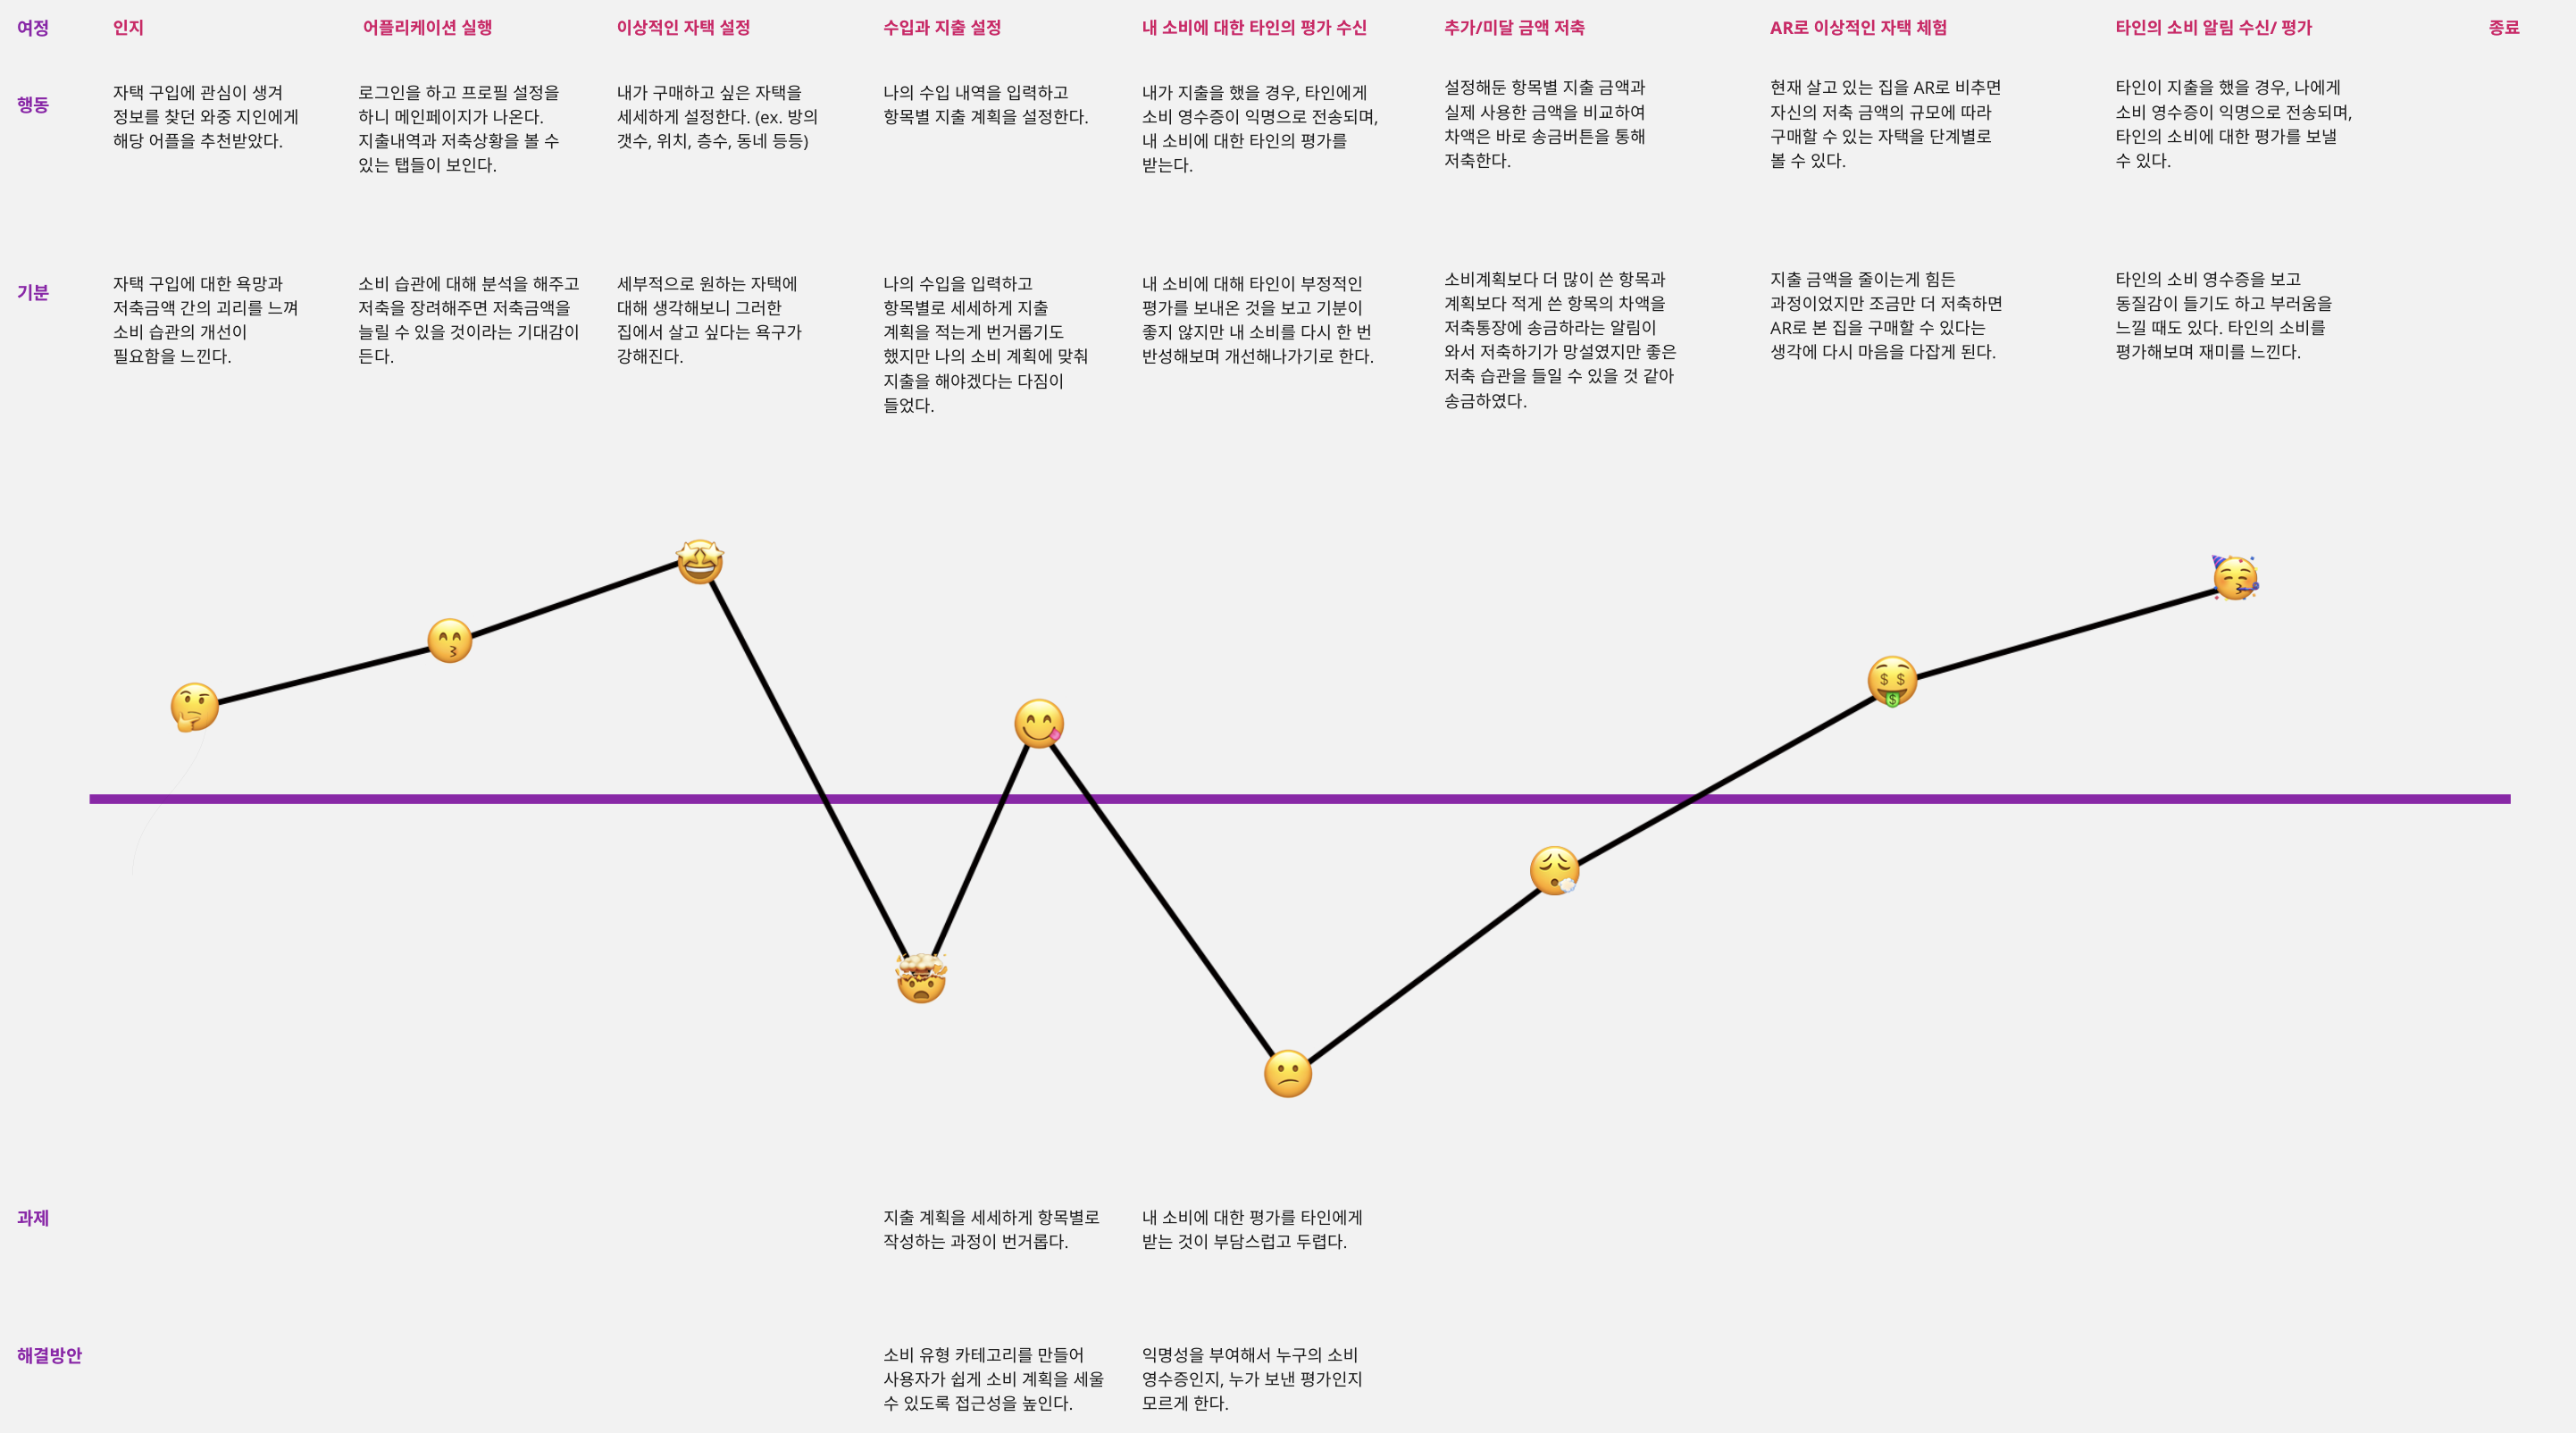 여정
인지
어플리케이션 실행
이상적인 자택 설정
수입과 지출 설정
내 소비에 대한 타인의 평가 수신
추가/미달 금액 저축
AR로 이상적인 자택 체험
타인의 소비 알림 수신/ 평가
종료
행동
자택 구입에 관심이 생겨
정보를 찾던 와중 지인에게
해당 어플을 추천받았다.
로그인을 하고 프로필 설정을
하니 메인페이지가 나온다.
지출내역과 저축상황을 볼 수
있는 탭들이 보인다.
내가 구매하고 싶은 자택을
세세하게 설정한다. (ex. 방의
갯수, 위치, 층수, 동네 등등)
나의 수입 내역을 입력하고
항목별 지출 계획을 설정한다.
내가 지출을 했을 경우, 타인에게
소비 영수증이 익명으로 전송되며,
내 소비에 대한 타인의 평가를
받는다.
설정해둔 항목별 지출 금액과
실제 사용한 금액을 비교하여
차액은 바로 송금버튼을 통해
저축한다.
현재 살고 있는 집을 AR로 비추면
자신의 저축 금액의 규모에 따라
구매할 수 있는 자택을 단계별로
볼 수 있다.
타인이 지출을 했을 경우, 나에게
소비 영수증이 익명으로 전송되며,
타인의 소비에 대한 평가를 보낼
수 있다.
기분
자택 구입에 대한 욕망과
저축금액 간의 괴리를 느껴
소비 습관의 개선이
필요함을 느낀다.
소비 습관에 대해 분석을 해주고
저축을 장려해주면 저축금액을
늘릴 수 있을 것이라는 기대감이
든다.
세부적으로 원하는 자택에
대해 생각해보니 그러한
집에서 살고 싶다는 욕구가
강해진다.
나의 수입을 입력하고
항목별로 세세하게 지출
계획을 적는게 번거롭기도
했지만 나의 소비 계획에 맞춰
지출을 해야겠다는 다짐이
들었다.
내 소비에 대해 타인이 부정적인
평가를 보내온 것을 보고 기분이
좋지 않지만 내 소비를 다시 한 번
반성해보며 개선해나가기로 한다.
소비계획보다 더 많이 쓴 항목과
계획보다 적게 쓴 항목의 차액을
저축통장에 송금하라는 알림이
와서 저축하기가 망설였지만 좋은
저축 습관을 들일 수 있을 것 같아
송금하였다.
지출 금액을 줄이는게 힘든
과정이었지만 조금만 더 저축하면
AR로 본 집을 구매할 수 있다는
생각에 다시 마음을 다잡게 된다.
타인의 소비 영수증을 보고
동질감이 들기도 하고 부러움을
느낄 때도 있다. 타인의 소비를
평가해보며 재미를 느낀다.
과제
지출 계획을 세세하게 항목별로
작성하는 과정이 번거롭다.
내 소비에 대한 평가를 타인에게
받는 것이 부담스럽고 두렵다.
해결방안
소비 유형 카테고리를 만들어
사용자가 쉽게 소비 계획을 세울
수 있도록 접근성을 높인다.
익명성을 부여해서 누구의 소비
영수증인지, 누가 보낸 평가인지
모르게 한다.